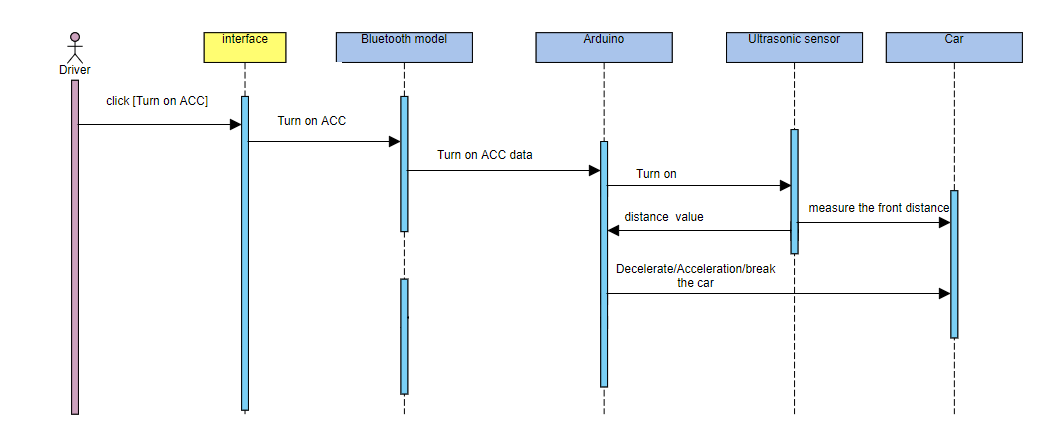 interface
Bluetooth model
Arduino
Ultrasonic sensor
Car
Driver
click [Turn on ACC]
Turn on ACC
Turn on ACC data
Turn on
measure the front distance
distance value
Decelerate/Acceleration/break
the car